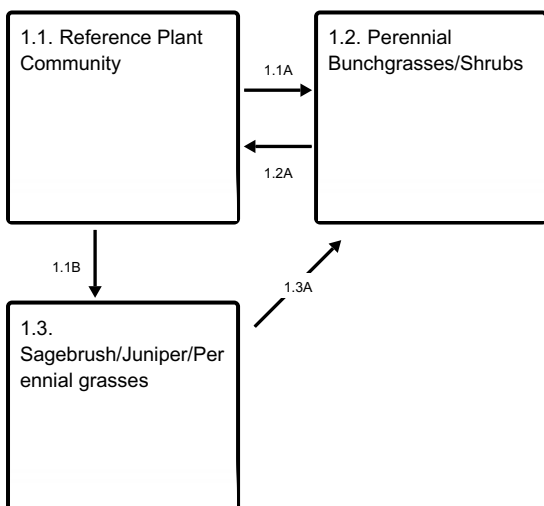 1.1. Reference Plant
Community
1.2. Perennial
Bunchgrasses/Shrubs
1.1A
1.2A
1.1B
1.3A
1.3.
Sagebrush/Juniper/Per
ennial grasses